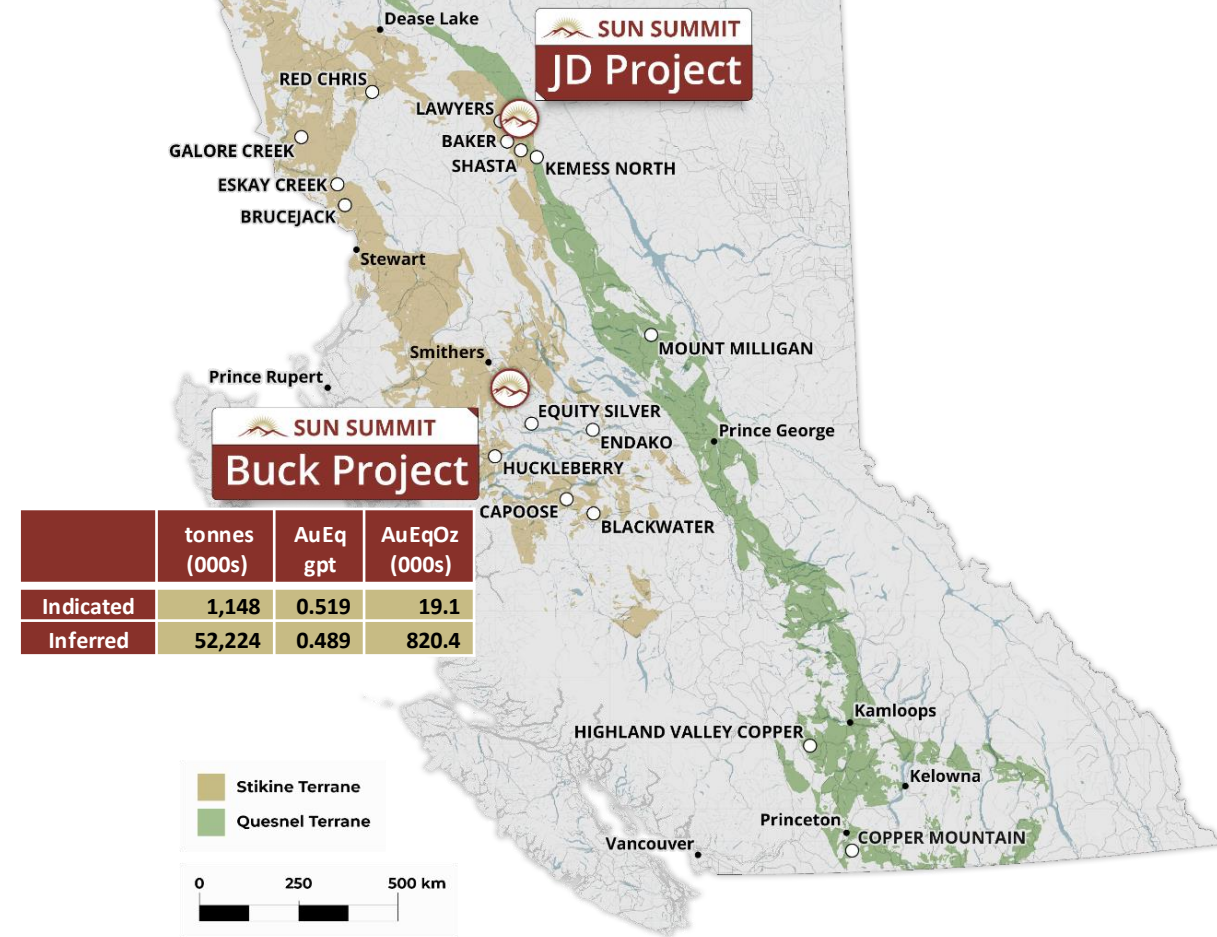 Dease Lake
SUN SUMMIT
JD Project
RED CHRIS
LAWYERS
GALORE CREEK
BAKER
SHASTA
KEMESS NORTH
ESKAY CREEK
BRUCEJACK
Stewart
MOUNT MILLIGAN
Smithers
Prince Rupert
SUN SUMMIT
Buck Project
EQUITY SILVER
ENDAKO
Prince George
HUCKLEBERRY
CAPOOSE
BLACKWATER
tonnes (000s) AuEq gpt AuEqOz (000s)
Indicated 1,148 0.519 19.1
Inferred 52,224 0.489 820.4
Kamloops
HIGHLAND VALLEY COPPER
Kelowna
Princeton
COPPER MOUNTAIN
Vancouver
Stikine Terrane
Quesnel Terrane
0 250 500 km